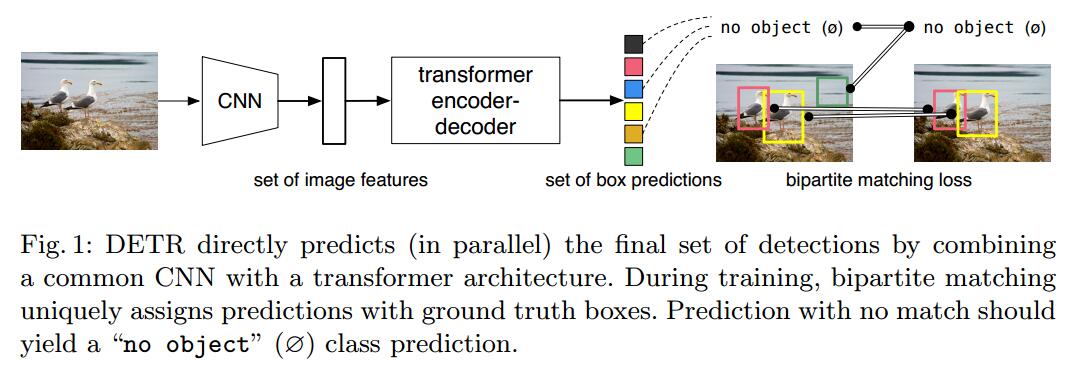 no object (ø)
no object (ø)
CNN
transformer
encoder-
decoder
set of image features
set of box predictions
bipartite matching loss
Fig. 1: DETR directly predicts (in parallel) the final set of detections by combining
a common CNN with a transformer architecture. During training, bipartite matching
uniquely assigns predictions with ground truth boxes. Prediction with no match should
yield a “no object” (∅) class prediction.